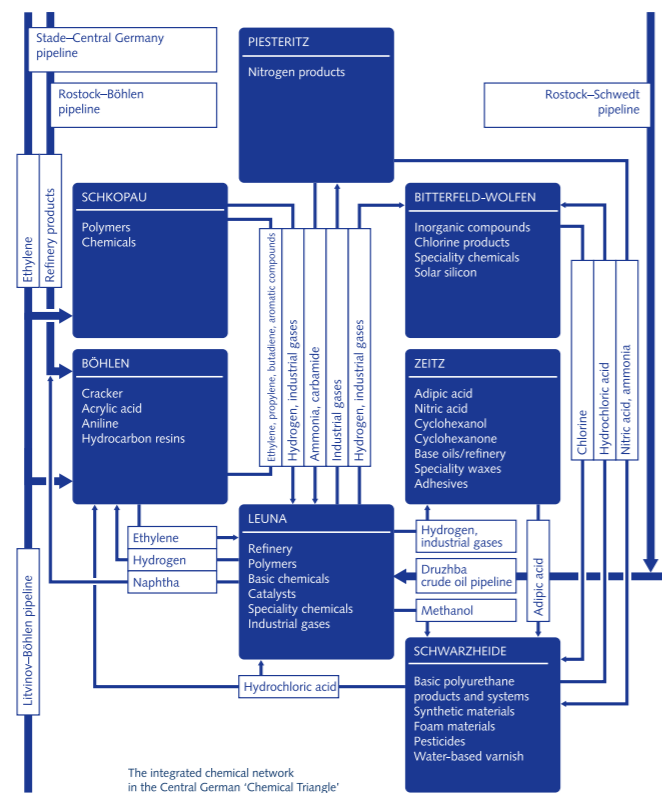 Stade–Central Germany
pipeline
Rostock–Böhlen
pipeline
PIESTERITZ
Nitrogen products
Rostock–Schwedt
pipeline
Ethylene
Refinery products
SCHKOPAU
Polymers
Chemicals
BITTERFELD-WOLFEN
Inorganic compounds
Chlorine products
Speciality chemicals
Solar silicon
Ethylene, propylene, butadiene, aromatic compounds
Hydrogen, industrial gases
Ammonia, carbamide
Industrial gases
Hydrogen, industrial gases
Chlorine
Hydrochloric acid
Nitric acid, ammonia
BÖHLEN
Cracker
Acrylic acid
Aniline
Hydrocarbon resins
ZEITZ
Adipic acid
Nitric acid
Cyclohexanol
Cyclohexanone
Base oils/refinery
Speciality waxes
Adhesives
Litvinov–Böhlen pipeline
Ethylene
Hydrogen
Naphtha
LEUNA
Refinery
Polymers
Basic chemicals
Catalysts
Speciality chemicals
Industrial gases
Hydrogen,
industrial gases
Druzhba
crude oil pipeline
Methanol
Adipic acid
Hydrochloric acid
SCHWARZHEIDE
Basic polyurethane
products and systems
Synthetic materials
Foam materials
Pesticides
Water-based varnish
The integrated chemical network
in the Central German ‘Chemical Triangle’